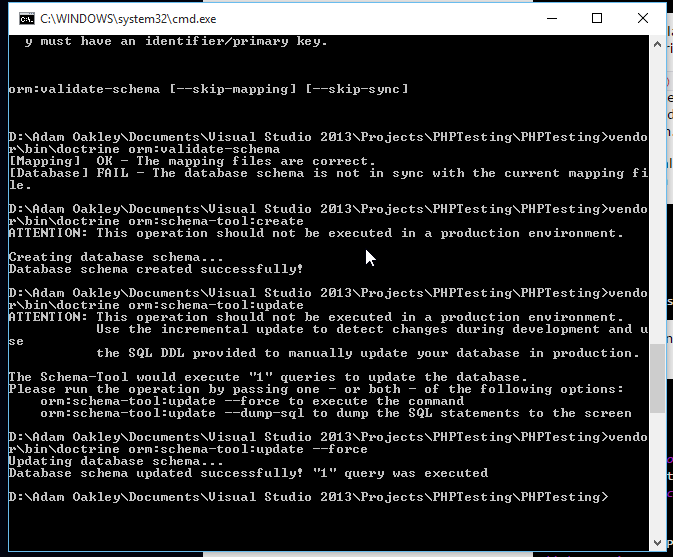 C:\WINDOWS\system32\cmd.exe
y must have an identifier/primary key.
orm:validate-schema [--skip-mapping] [--skip-sync]
D:\Adam Oakley\Documents\Visual Studio 2013\Projects\PHPTesting\PHPTesting>vendo
r\bin\doctrine orm:validate-schema
[Mapping]  OK - The mapping files are correct.
[Database] FAIL - The database schema is not in sync with the current mapping fi
le.
D:\Adam Oakley\Documents\Visual Studio 2013\Projects\PHPTesting\PHPTesting>vendo
r\bin\doctrine orm:schema-tool:create
ATTENTION: This operation should not be executed in a production environment.
Creating database schema...
Database schema created successfully!
D:\Adam Oakley\Documents\Visual Studio 2013\Projects\PHPTesting\PHPTesting>vendo
r\bin\doctrine orm:schema-tool:update
ATTENTION: This operation should not be executed in a production environment.
Use the incremental update to detect changes during development and u
se
the SQL DDL provided to manually update your database in production.
The Schema-Tool would execute "1" queries to update the database.
Please run the operation by passing one - or both - of the following options:
orm:schema-tool:update --force to execute the command
orm:schema-tool:update --dump-sql to dump the SQL statements to the screen
D:\Adam Oakley\Documents\Visual Studio 2013\Projects\PHPTesting\PHPTesting>vendo
r\bin\doctrine orm:schema-tool:update --force
Updating database schema...
Database schema updated successfully! "1" query was executed
D:\Adam Oakley\Documents\Visual Studio 2013\Projects\PHPTesting\PHPTesting>